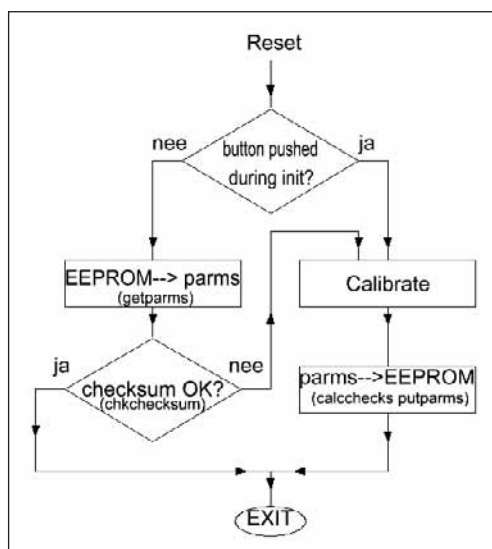 Reset
nee
ja
button pushed
during init?
EEPROM--> parms
(getparms)
Calibrate
ja
nee
checksum OK?
(chkchecksum)
parms-->EEPROM
(calcchecks putparms)
EXIT